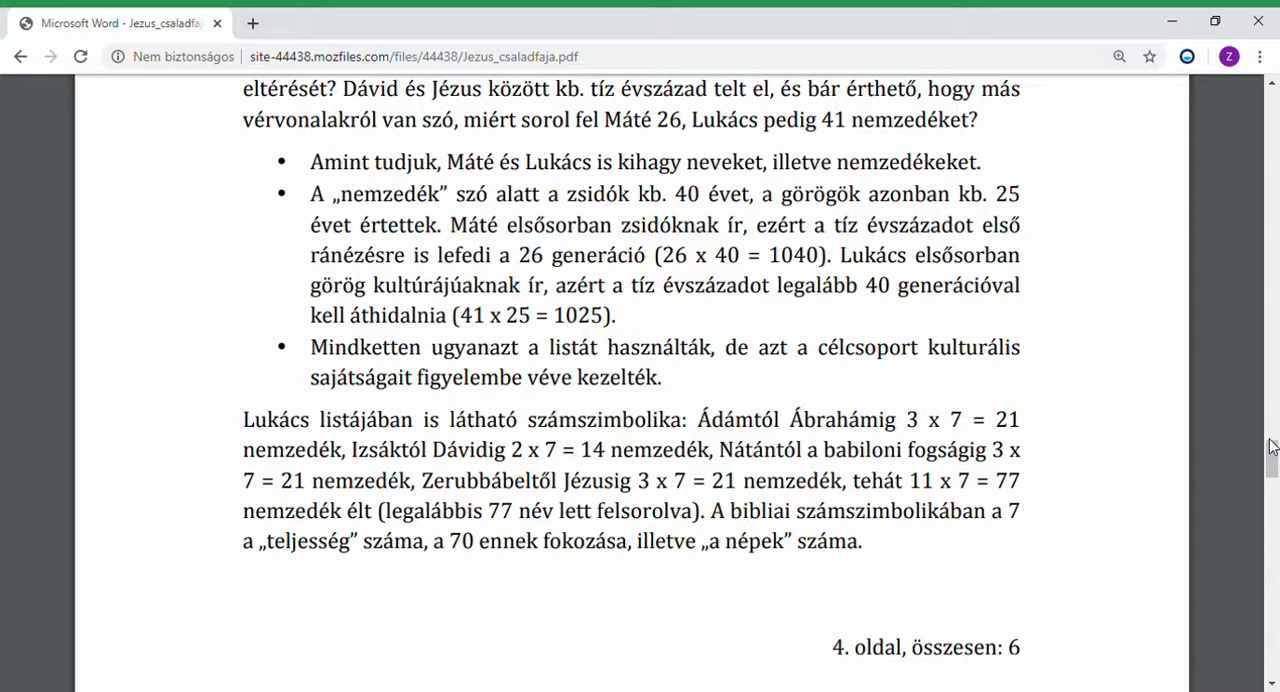 Microsoft Word - Jezus_csaladfa
Nem biztonságos
site-44438.mozfiles.com/files/44438/Jezus_csaladfaja.pdf
Z
eltérését? Dávid és Jézus között kb. tíz évszázad telt el, és bár érthető, hogy más
vérvonalakról van szó, miért sorol fel Máté 26, Lukács pedig 41 nemzedéket?
• Amint tudjuk, Máté és Lukács is kihagy neveket, illetve nemzedékeket.
• A „nemzedék” szó alatt a zsidók kb. 40 évet, a görögök azonban kb. 25
évet értettek. Máté elsősorban zsidóknak ír, ezért a tíz évszázadot első
ránézésre is lefedi a 26 generáció (26 x 40 = 1040). Lukács elsősorban
görög kultúrájúaknak ír, azért a tíz évszázadot legalább 40 generációval
kell áthidalnia (41 x 25 = 1025).
• Mindketten ugyanazt a listát használták, de azt a célcsoport kulturális
sajátságait figyelembe véve kezelték.
Lukács listájában is látható számszimbolika: Ádámtól Ábrahámig 3 x 7 = 21
nemzedék, Izsáktól Dávidig 2 x 7 = 14 nemzedék, Nátántól a babiloni fogságig 3 x
7 = 21 nemzedék, Zerubbábeltől Jézusig 3 x 7 = 21 nemzedék, tehát 11 x 7 = 77
nemzedék élt (legalábbis 77 név lett felsorolva). A bibliai számszimbolikában a 7
a „teljesség” száma, a 70 ennek fokozása, illetve „a népek” száma.
4. oldal, összesen: 6